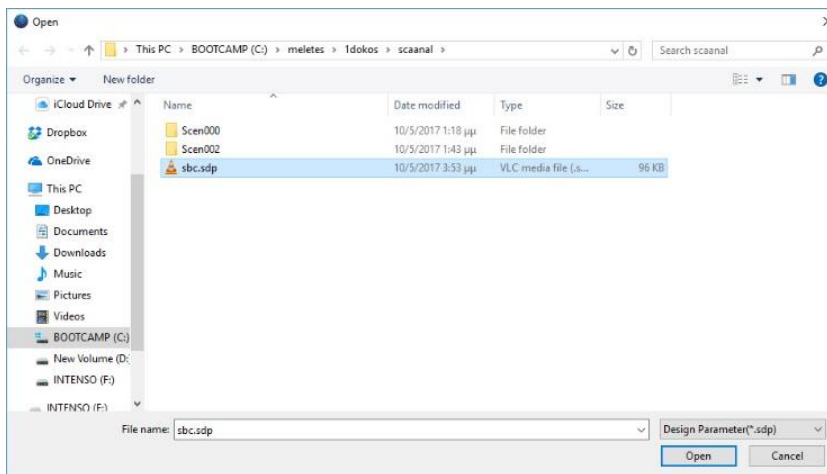 Open
This PC > BOOTCAMP (C:) > meletes > 1dokos > scaanal >
Search scaanal
Organize
New folder
iCloud Drive
Dropbox
OneDrive
This PC
Desktop
Documents
Downloads
Music
Pictures
Videos
BOOTCAMP (C:)
New Volume (D:
INTENSO (F:)
INTENSO (F:)
Name Date modified Type Size
Scen000 10/5/2017 1:18 μμ File folder
Scen002 10/5/2017 1:43 μμ File folder
sbc.sdp 10/5/2017 3:53 μμ VLC media file (.s... 96 KB
File name: sbc.sdp
Design Parameter(*.sdp)
Open Cancel